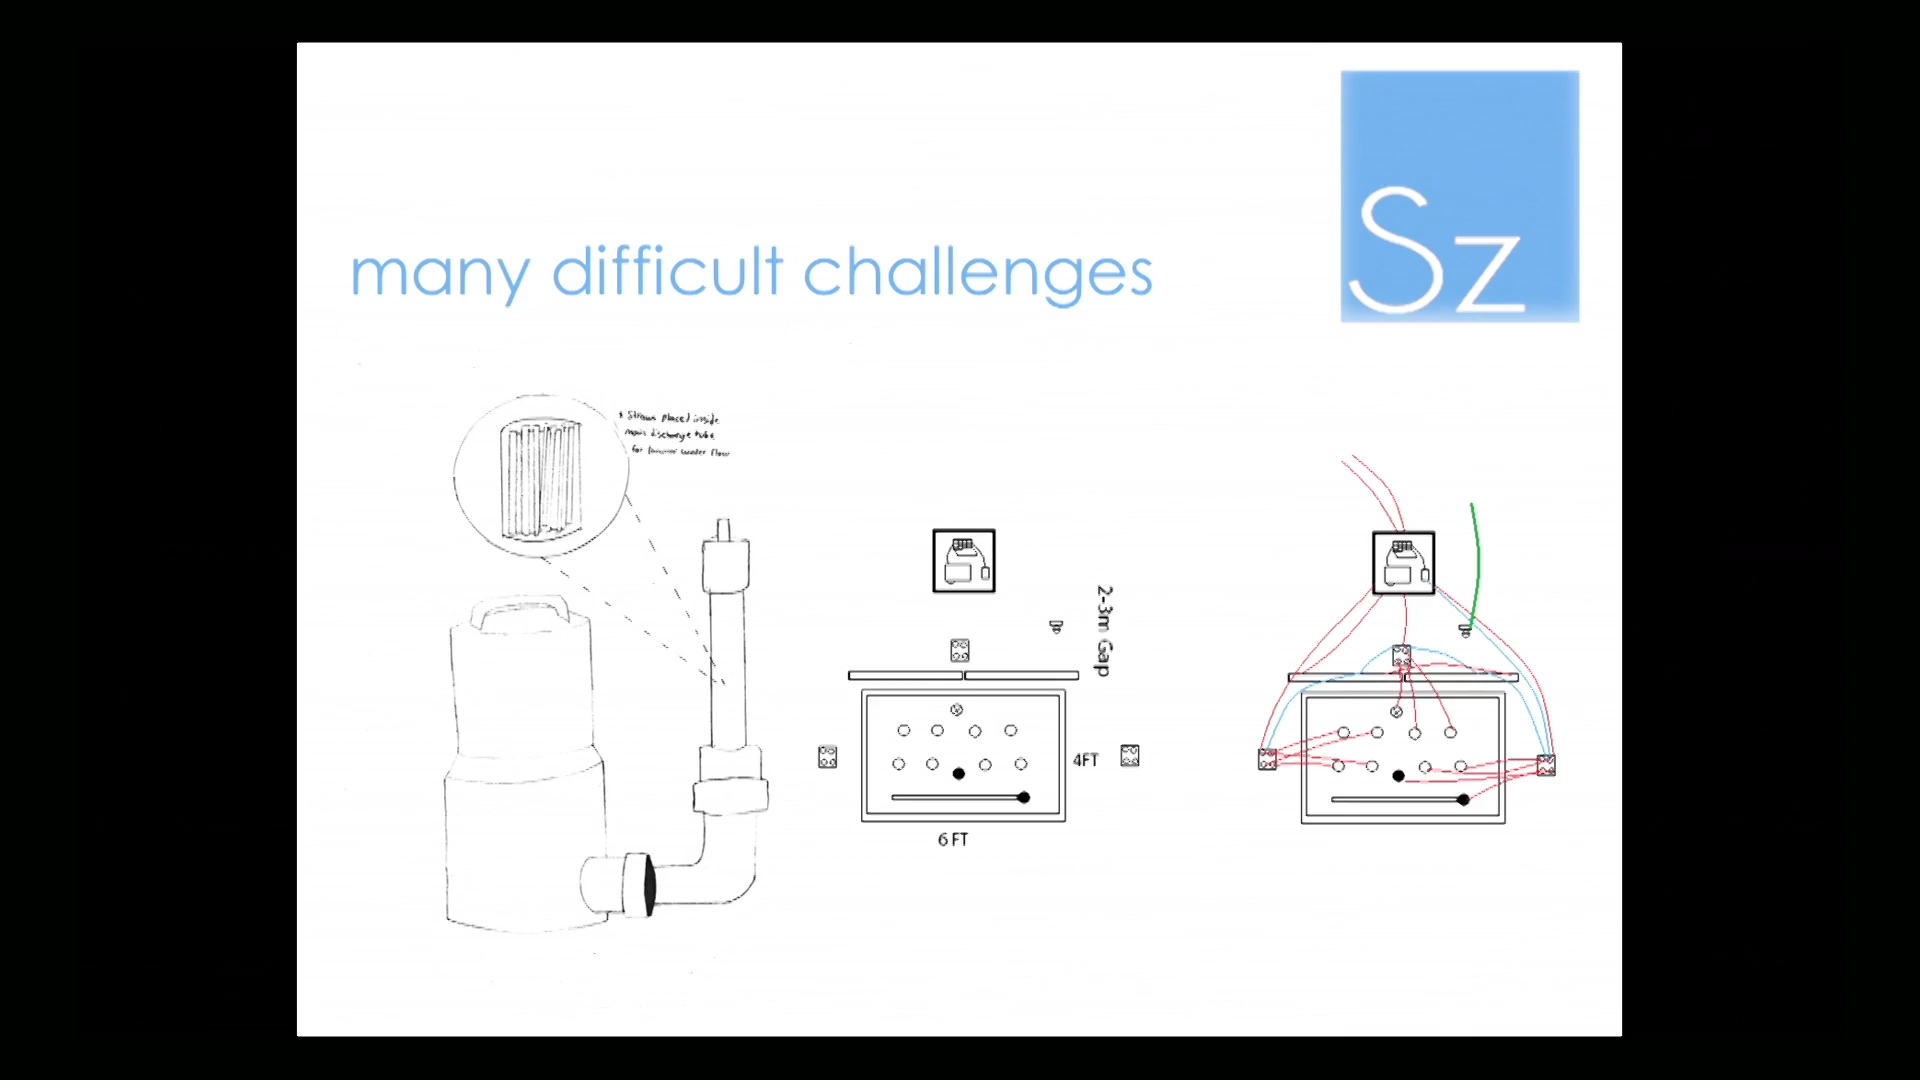 Sz
many difficult challenges
* Straws placed inside
main discharge tube
for laminar water flow
2-3m Gap
4FT
6 FT